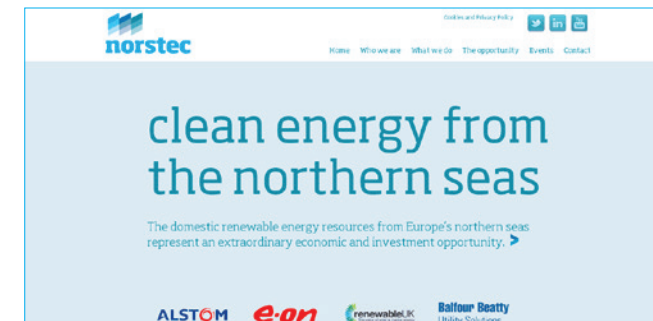 Cookies and Privacy Policy
norstec
Home Who we are What we do The opportunity Events Contact
clean energy from
the northern seas
The domestic renewable energy resources from Europe's northern seas
represent an extraordinary economic and investment opportunity. >
ALSTOM e·on renewableUK Balfour Beatty
Utility Solutions